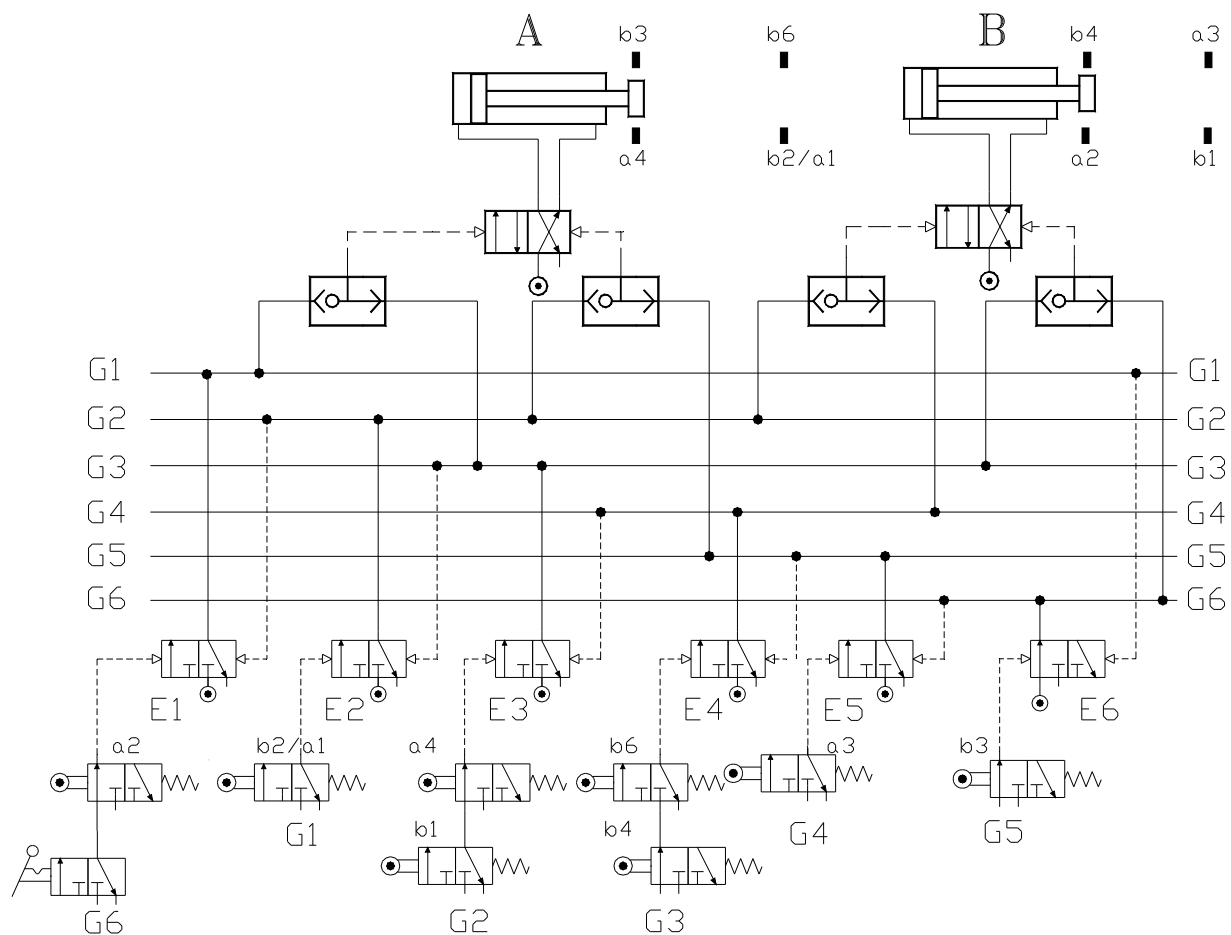 A B
b3 b6 b4 a3
a4 b2/a1 a2 b1
G1 G1
G2 G2
G3 G3
G4 G4
G5 G5
G6 G6
E1 E2 E3 E4 E5 E6
a2 b2/a1 a4 b6 a3 b3
G1 b1 b4 G4 G5
G6 G2 G3